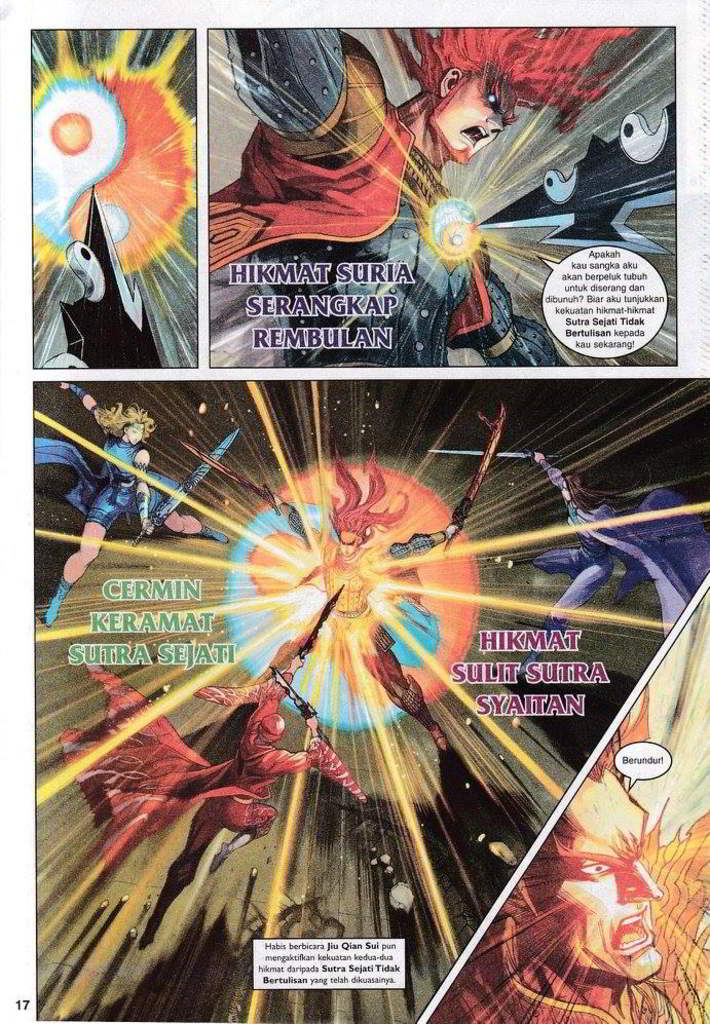 HIKMAT SURIA
SERANGKAP
REMBULAN
Apakah
kau sangka aku
akan berpeluk tubuh
untuk diserang dan
dibunuh? Biar aku tunjukkan
kekuatan hikmat-hikmat
Sutra Sejati Tidak
Bertulisan kepada
kau sekarang!
CERMIN
KERAMAT
SUTRA SEJATI
HIKMAT
SULIT SUTRA
SYAITAN
Berundur!
Habis berbicara Jiu Qian Sui pun
mengaktifkan kekuatan kedua-dua
hikmat daripada Sutra Sejati Tidak
Bertulisan yang telah dikuasainya.
17